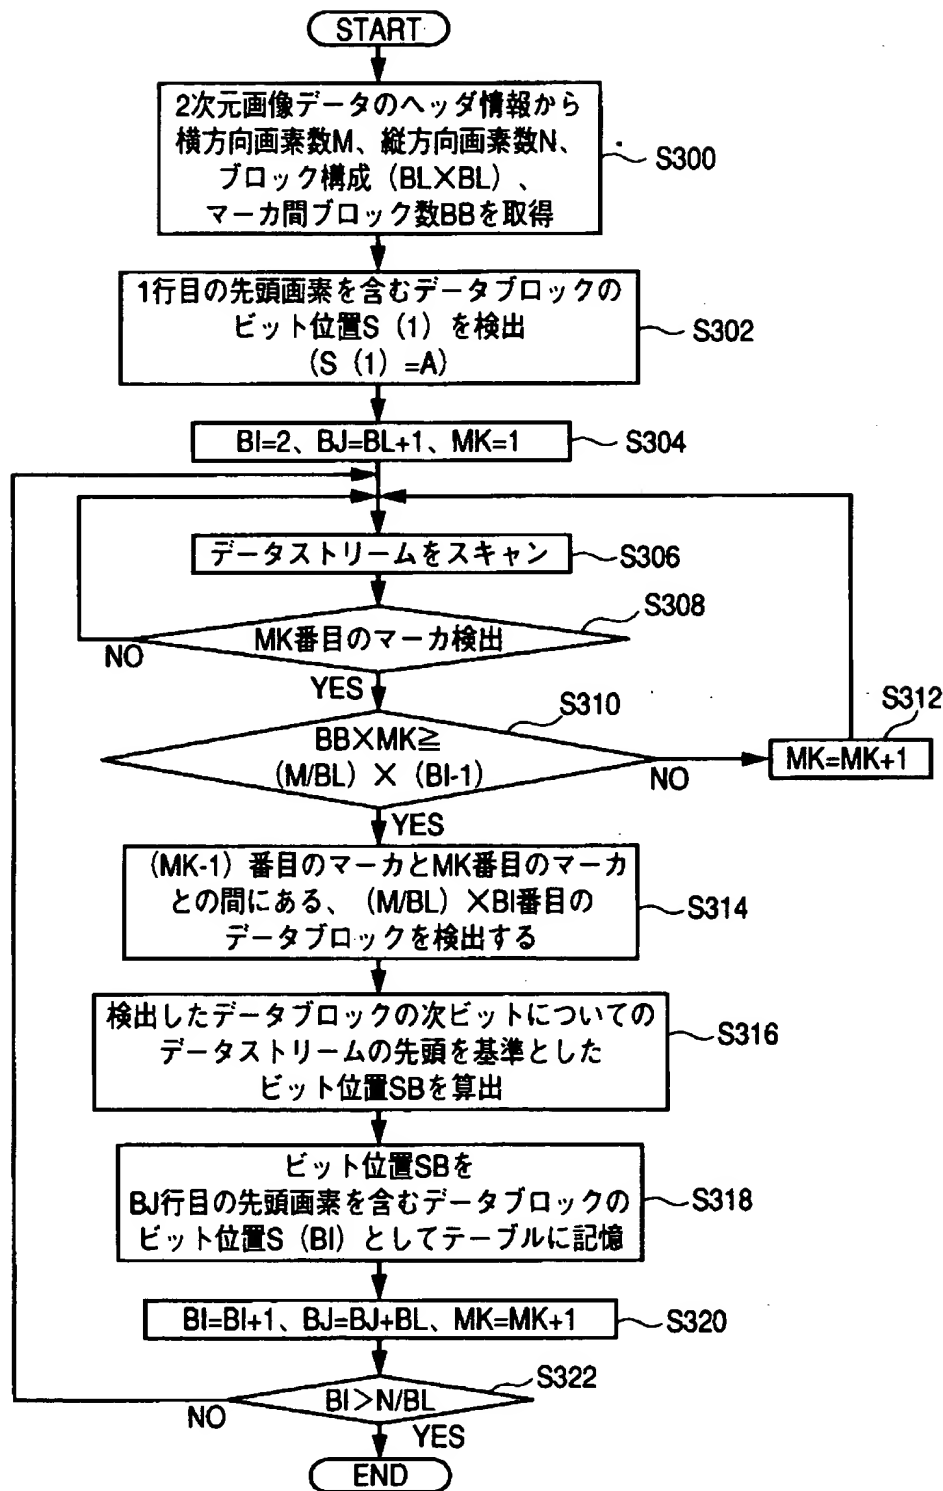 START
2次元画像データのヘッダ情報から
横方向画素数M、縦方向画素数N、
ブロック構成（BL×BL）、
マーカ間ブロック数BBを取得
S300
1行目の先頭画素を含むデータブロックの
ビット位置S（1）を検出
（S（1）=A）
S302
BI=2、BJ=BL+1、MK=1
S304
データストリームをスキャン
S306
MK番目のマーカ検出
S308
NO
YES
BB×MK≧
（M/BL）×（BI-1）
S310
NO
MK=MK+1
S312
YES
（MK-1）番目のマーカとMK番目のマーカ
との間にある、（M/BL）×BI番目の
データブロックを検出する
S314
検出したデータブロックの次ビットについての
データストリームの先頭を基準とした
ビット位置SBを算出
S316
ビット位置SBを
BJ行目の先頭画素を含むデータブロックの
ビット位置S（BI）としてテーブルに記憶
S318
BI=BI+1、BJ=BJ+BL、MK=MK+1
S320
BI>N/BL
S322
NO
YES
END